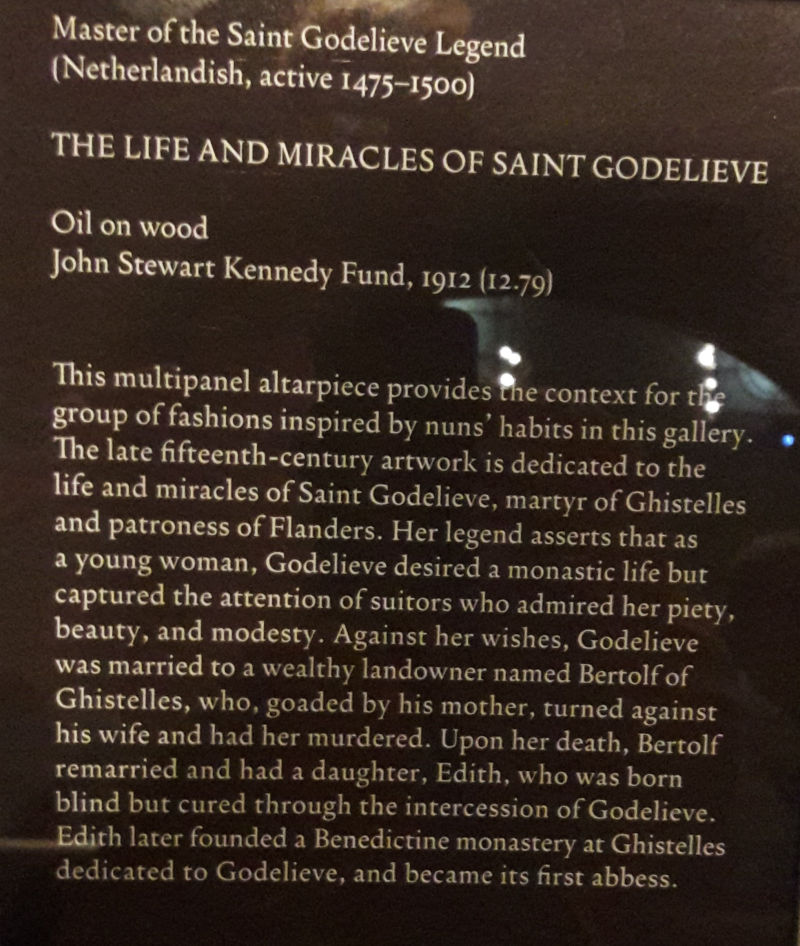 Master of the Saint Godelieve Legend
(Netherlandish, active 1475–1500)
THE LIFE AND MIRACLES OF SAINT GODELIEVE
Oil on wood
John Stewart Kennedy Fund, 1912 (12.79)
This multipanel altarpiece provides the context for the
group of fashions inspired by nuns’ habits in this gallery.
The late fifteenth-century artwork is dedicated to the
life and miracles of Saint Godelieve, martyr of Ghistelles
and patroness of Flanders. Her legend asserts that as
a young woman, Godelieve desired a monastic life but
captured the attention of suitors who admired her piety,
beauty, and modesty. Against her wishes, Godelieve
was married to a wealthy landowner named Bertolf of
Ghistelles, who, goaded by his mother, turned against
his wife and had her murdered. Upon her death, Bertolf
remarried and had a daughter, Edith, who was born
blind but cured through the intercession of Godelieve.
Edith later founded a Benedictine monastery at Ghistelles
dedicated to Godelieve, and became its first abbess.